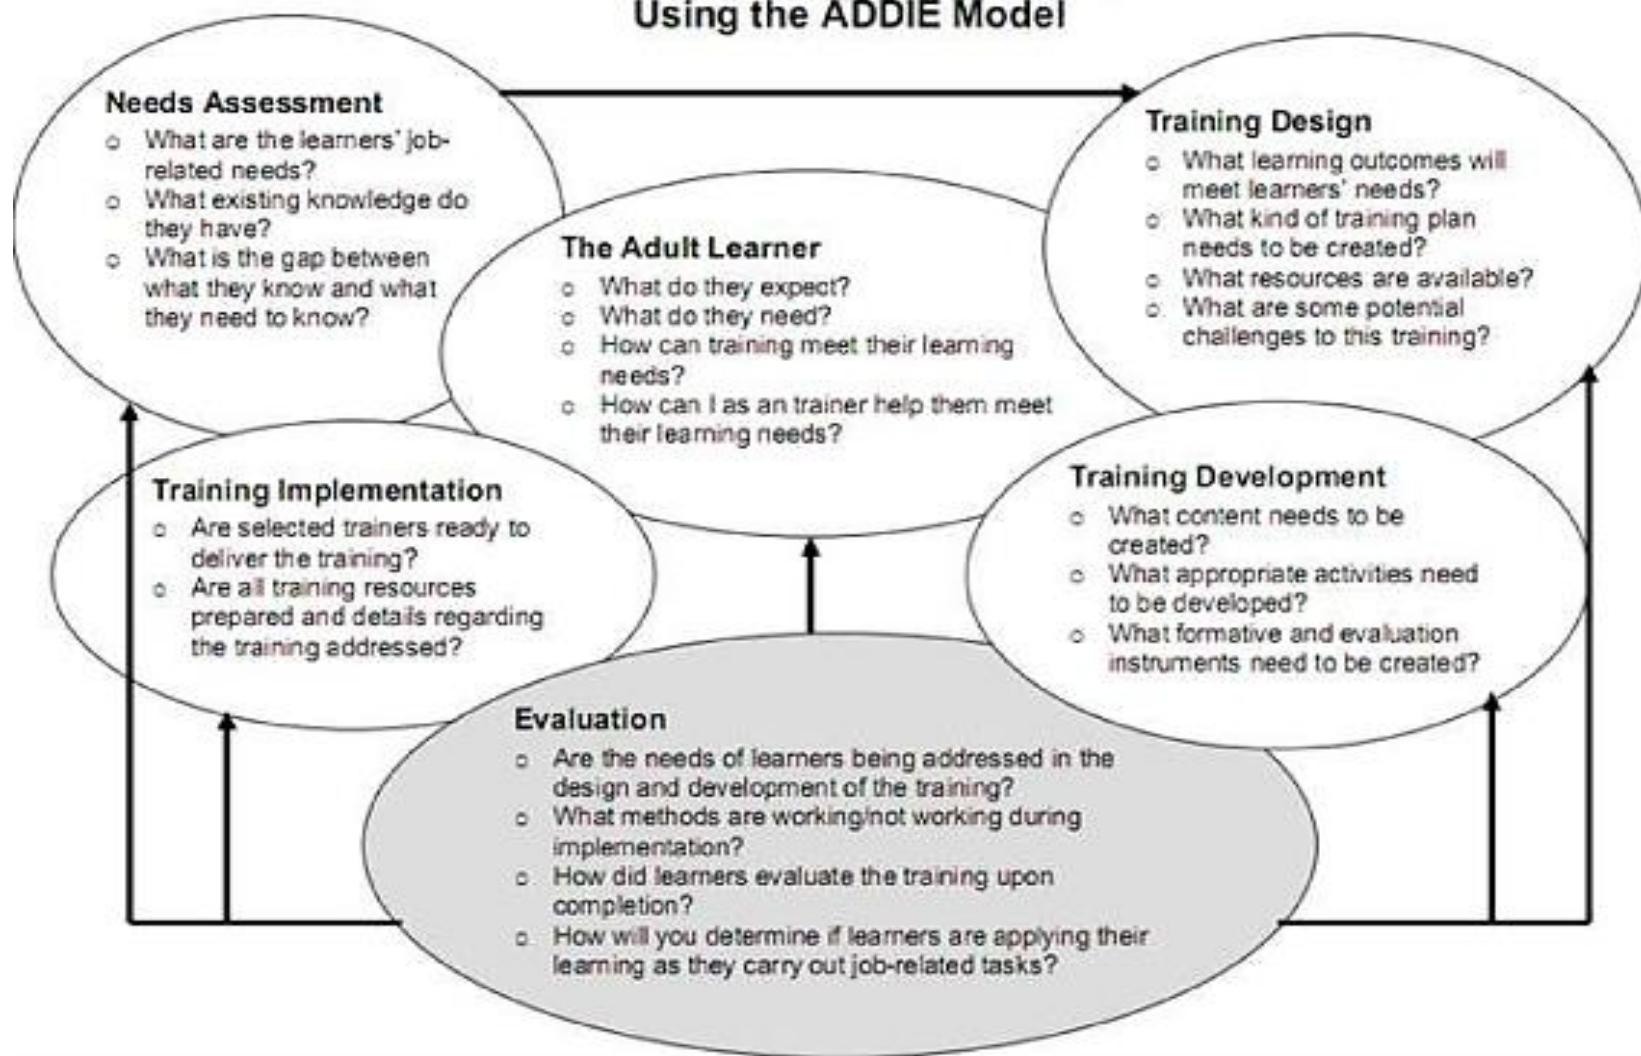 Using the ADDIE Model
Needs Assessment
o What are the learners' job-
related needs?
o What existing knowledge do
they have?
o What is the gap between
what they know and what
they need to know?
Training Design
o What learning outcomes will
meet learners' needs?
o What kind of training plan
needs to be created?
o What resources are available?
o What are some potential
challenges to this training?
The Adult Learner
o What do they expect?
o What do they need?
o How can training meet their learning
needs?
o How can I as an trainer help them meet
their learning needs?
Training Implementation
o Are selected trainers ready to
deliver the training?
o Are all training resources
prepared and details regarding
the training addressed?
Training Development
o What content needs to be
created?
o What appropriate activities need
to be developed?
o What formative and evaluation
instruments need to be created?
Evaluation
o Are the needs of learners being addressed in the
design and development of the training?
o What methods are working/not working during
implementation?
o How did learners evaluate the training upon
completion?
o How will you determine if learners are applying their
learning as they carry out job-related tasks?